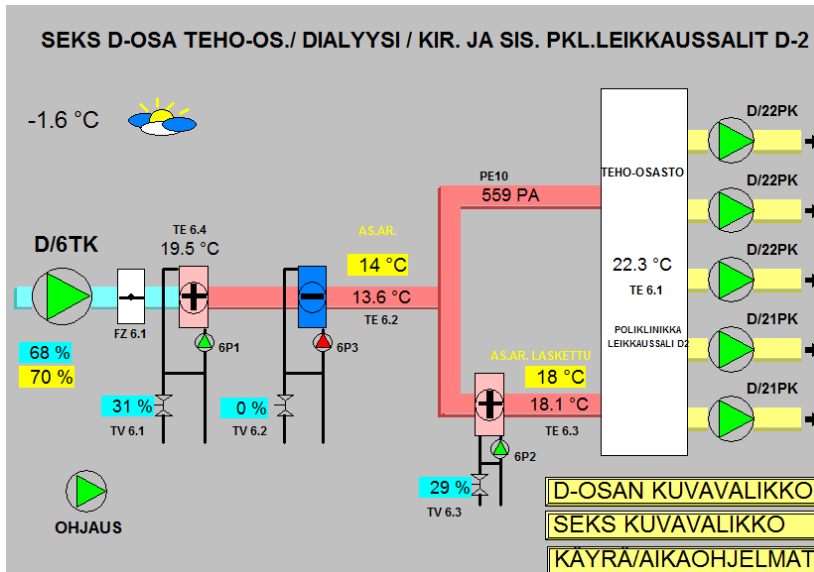 SEKS D-OSA TEHO-OS./ DIALYYSI / KIR. JA SIS. PKL.LEIKKAUSSALIT D-2
-1.6 °C
D/22PK
PE10
559 PA
TEHO-OSASTO
D/22PK
TE 6.4
19.5 °C
AS.AR.
14 °C
D/6TK
13.6 °C
TE 6.2
22.3 °C
TE 6.1
D/22PK
FZ 6.1
6P1
6P3
POLIKLINIKKA
LEIKKAUSSALI D2
D/21PK
68 %
70 %
AS.AR. LASKETTU
18 °C
18.1 °C
TE 6.3
D/21PK
31 %
TV 6.1
0 %
TV 6.2
6P2
29 %
TV 6.3
OHJAUS
D-OSAN KUVAVALIKKO
SEKS KUVAVALIKKO
KÄYRÄ/AIKAOHJELMAT